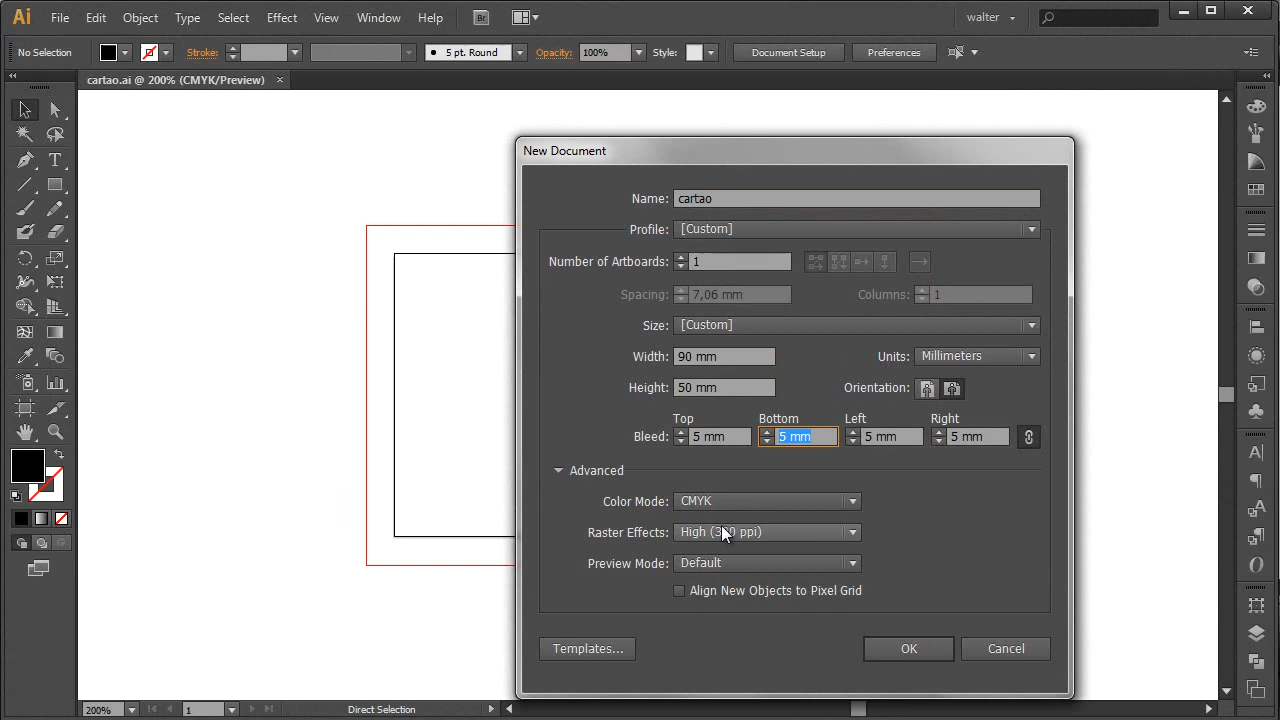 Ai File Edit Object Type Select Effect View Window Help Br walter
No Selection Stroke: 5 pt. Round Opacity: 100% Style: Document Setup Preferences
cartao.ai @ 200% (CMYK/Preview)
New Document
Name: cartao
Profile: [Custom]
Number of Artboards: 1
Spacing: 7,06 mm Columns: 1
Size: [Custom]
Width: 90 mm Units: Millimeters
Height: 50 mm Orientation:
Top Bottom Left Right
Bleed: 5 mm 5 mm 5 mm 5 mm
Advanced
Color Mode: CMYK
Raster Effects: High (300 ppi)
Preview Mode: Default
Align New Objects to Pixel Grid
Templates... OK Cancel
200% 1 Direct Selection